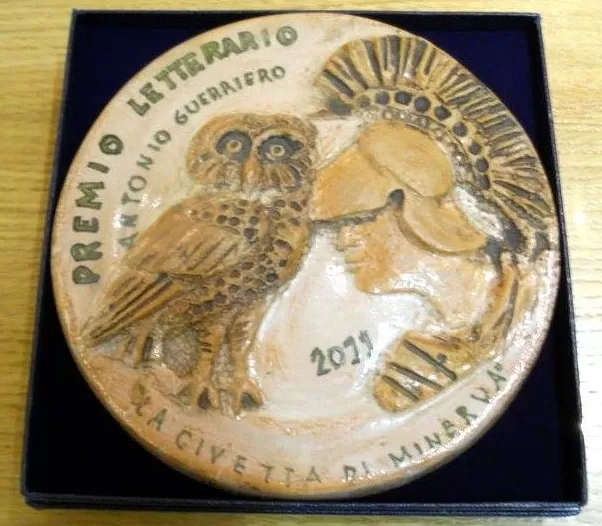 PREMIO LETTERARIO
ANTONIO GUERRIERO
2011
"LA CIVETTA DI MINERVA"